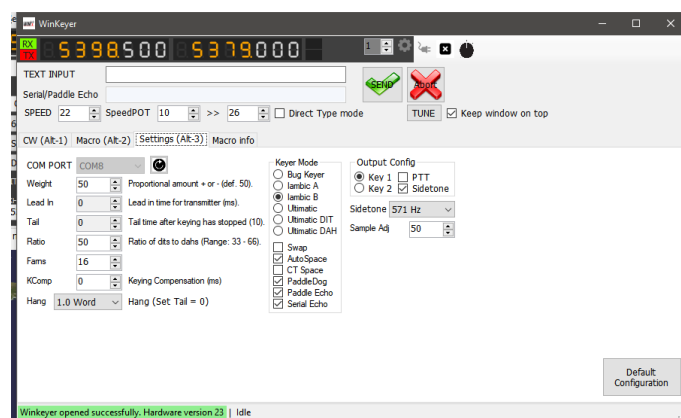 WinKeyer
RX 5398.500 5379.000 1
TX
TEXT INPUT
SEND Abort
Serial/Paddle Echo
SPEED 22 SpeedPOT 10 >> 26 Direct Type mode TUNE Keep window on top
CW (Alt-1) Macro (Alt-2) Settings (Alt-3) Macro info
COM PORT COM8
Weight 50 Proportional amount + or - (def. 50).
Lead In 0 Lead in time for transmitter (ms).
Tail 0 Tail time after keying has stopped (10).
Ratio 50 Ratio of dits to dahs (Range: 33 - 66).
Farns 16
KComp 0 Keying Compensation (ms)
Hang 1.0 Word Hang (Set Tail = 0)
Keyer Mode
Bug Keyer
Iambic A
Iambic B
Ultimatic
Ultimatic DIT
Ultimatic DAH
Swap
AutoSpace
CT Space
PaddleDog
Paddle Echo
Serial Echo
Output Config
Key 1 PTT
Key 2 Sidetone
Sidetone 571 Hz
Sample Adj 50
Default
Configuration
Winkeyer opened successfully. Hardware version 23 | Idle